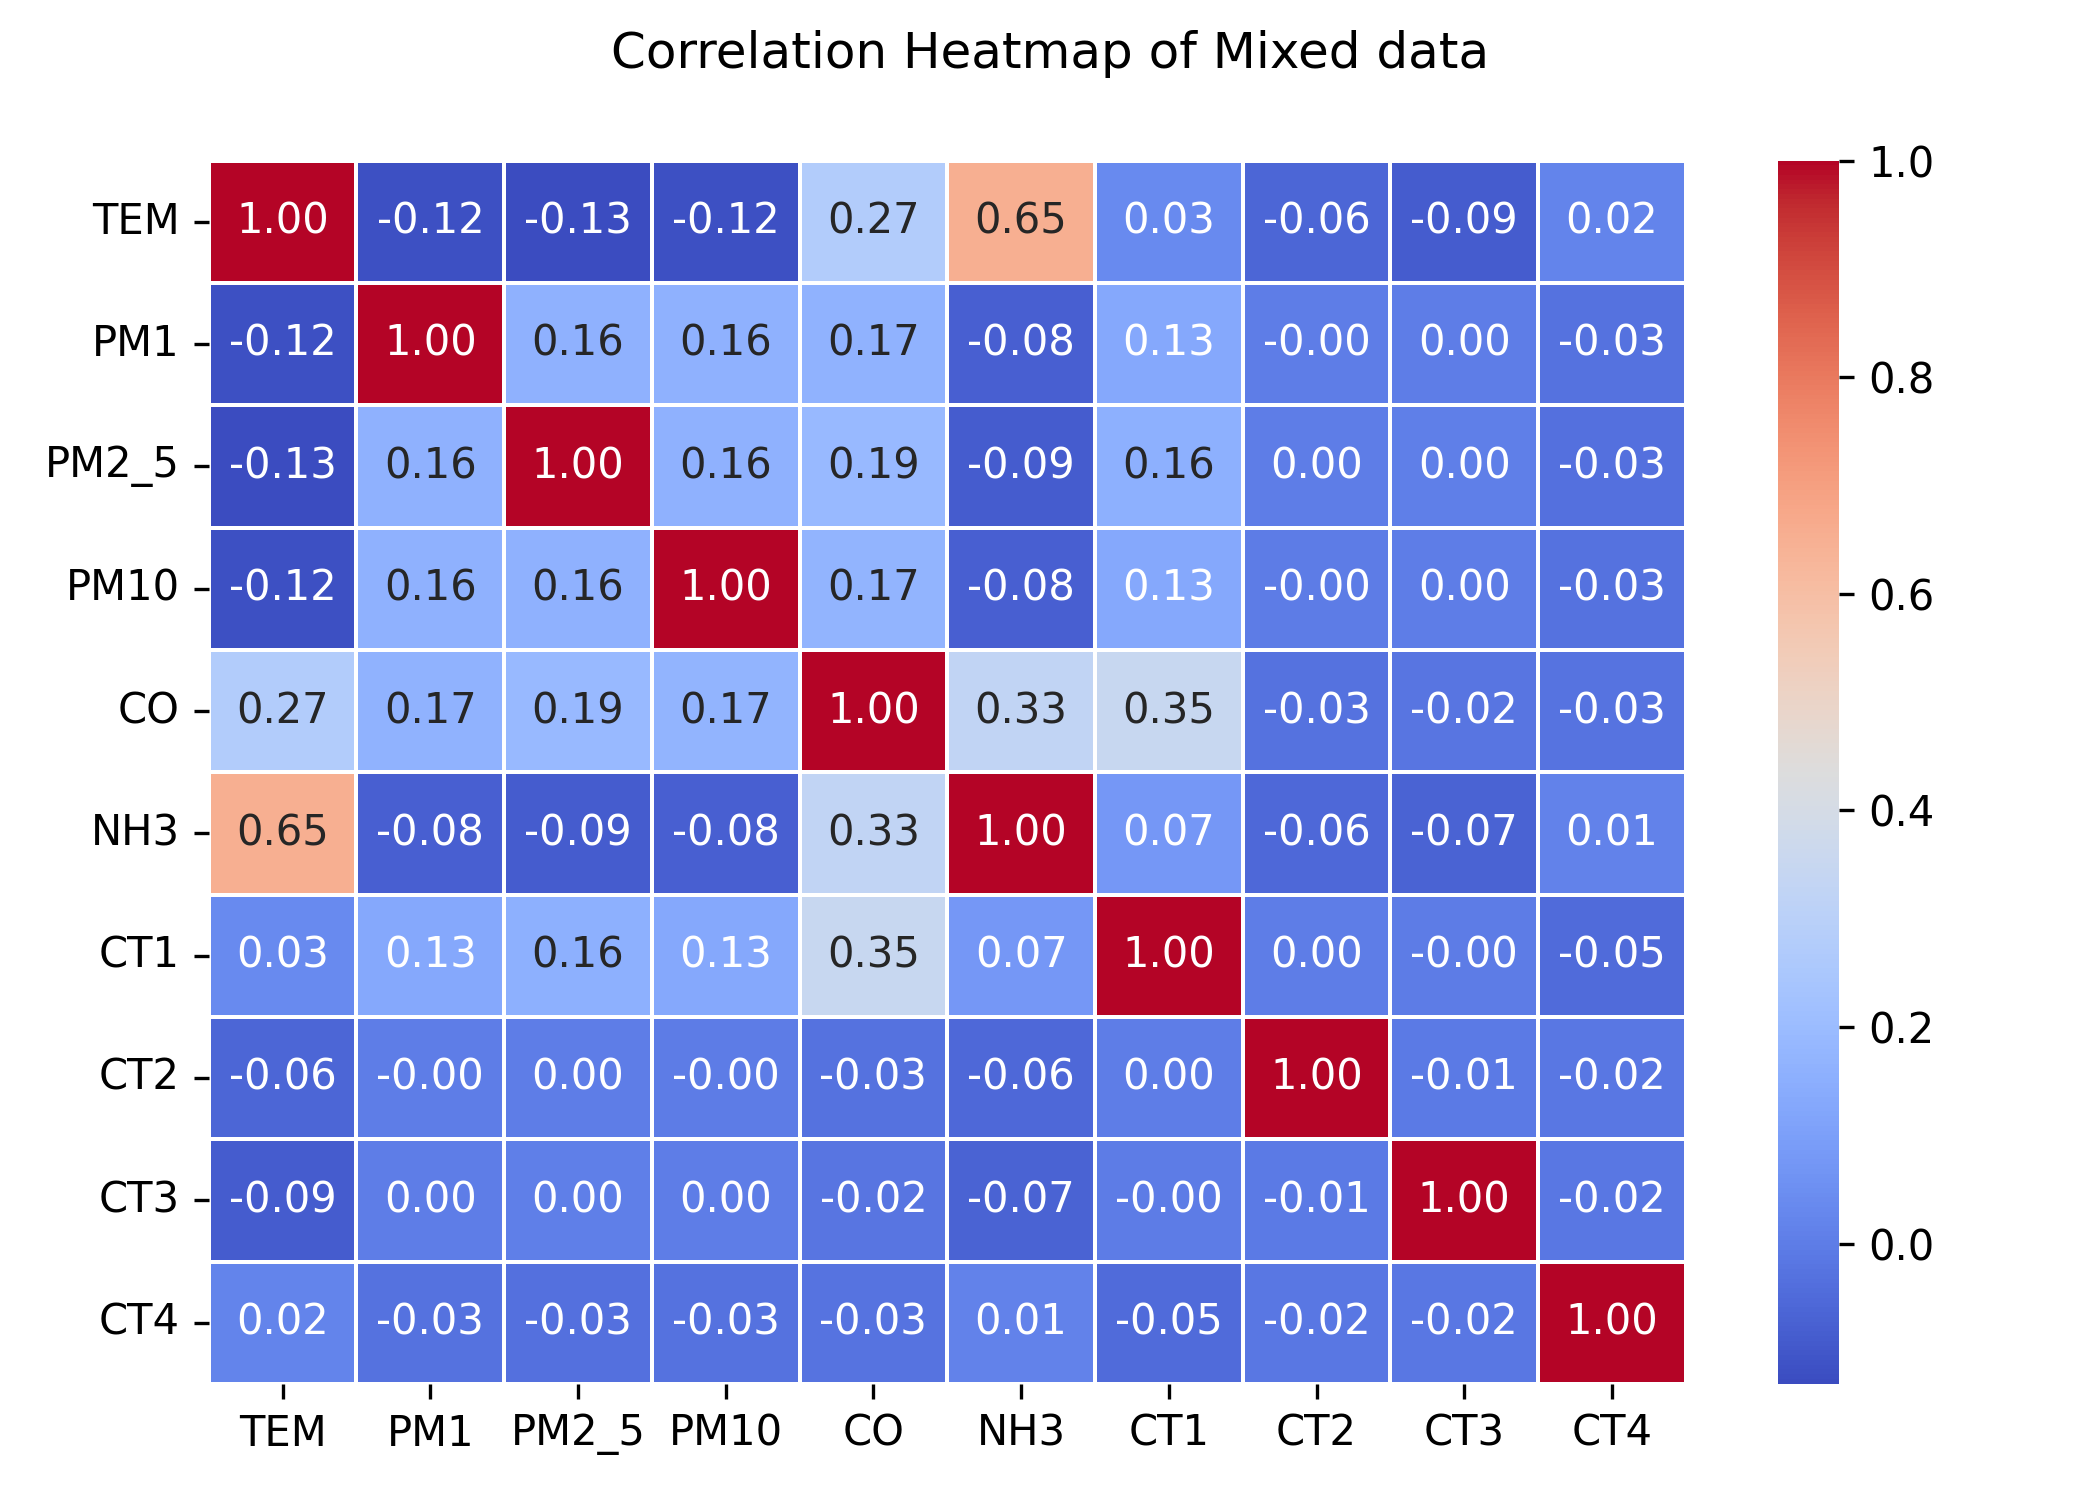 Correlation Heatmap of Mixed data
TEM 1.00 -0.12 -0.13 -0.12 0.27 0.65 0.03 -0.06 -0.09 0.02
PM1 -0.12 1.00 0.16 0.16 0.17 -0.08 0.13 -0.00 0.00 -0.03
PM2_5 -0.13 0.16 1.00 0.16 0.19 -0.09 0.16 0.00 0.00 -0.03
PM10 -0.12 0.16 0.16 1.00 0.17 -0.08 0.13 -0.00 0.00 -0.03
CO 0.27 0.17 0.19 0.17 1.00 0.33 0.35 -0.03 -0.02 -0.03
NH3 0.65 -0.08 -0.09 -0.08 0.33 1.00 0.07 -0.06 -0.07 0.01
CT1 0.03 0.13 0.16 0.13 0.35 0.07 1.00 0.00 -0.00 -0.05
CT2 -0.06 -0.00 0.00 -0.00 -0.03 -0.06 0.00 1.00 -0.01 -0.02
CT3 -0.09 0.00 0.00 0.00 -0.02 -0.07 -0.00 -0.01 1.00 -0.02
CT4 0.02 -0.03 -0.03 -0.03 -0.03 0.01 -0.05 -0.02 -0.02 1.00
TEM PM1 PM2_5 PM10 CO NH3 CT1 CT2 CT3 CT4
1.0
0.8
0.6
0.4
0.2
0.0